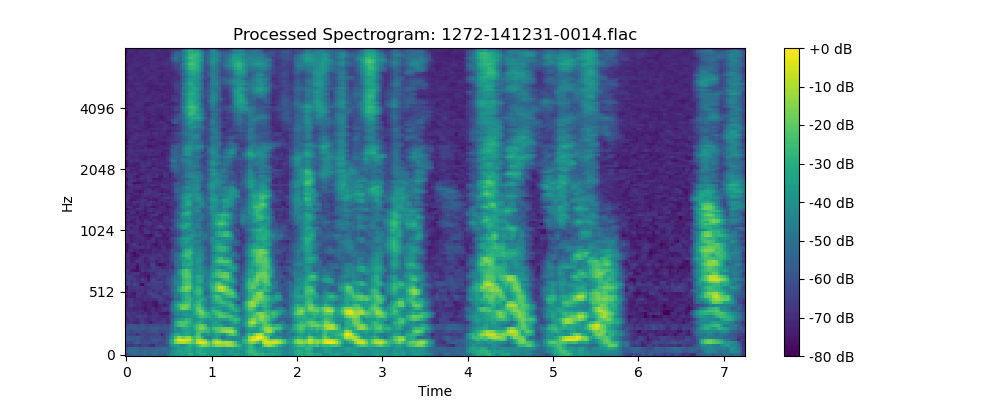 Processed Spectrogram: 1272-141231-0014.flac
Hz
4096
2048
1024
512
0
0 1 2 3 4 5 6 7
Time
+0 dB
-10 dB
-20 dB
-30 dB
-40 dB
-50 dB
-60 dB
-70 dB
-80 dB